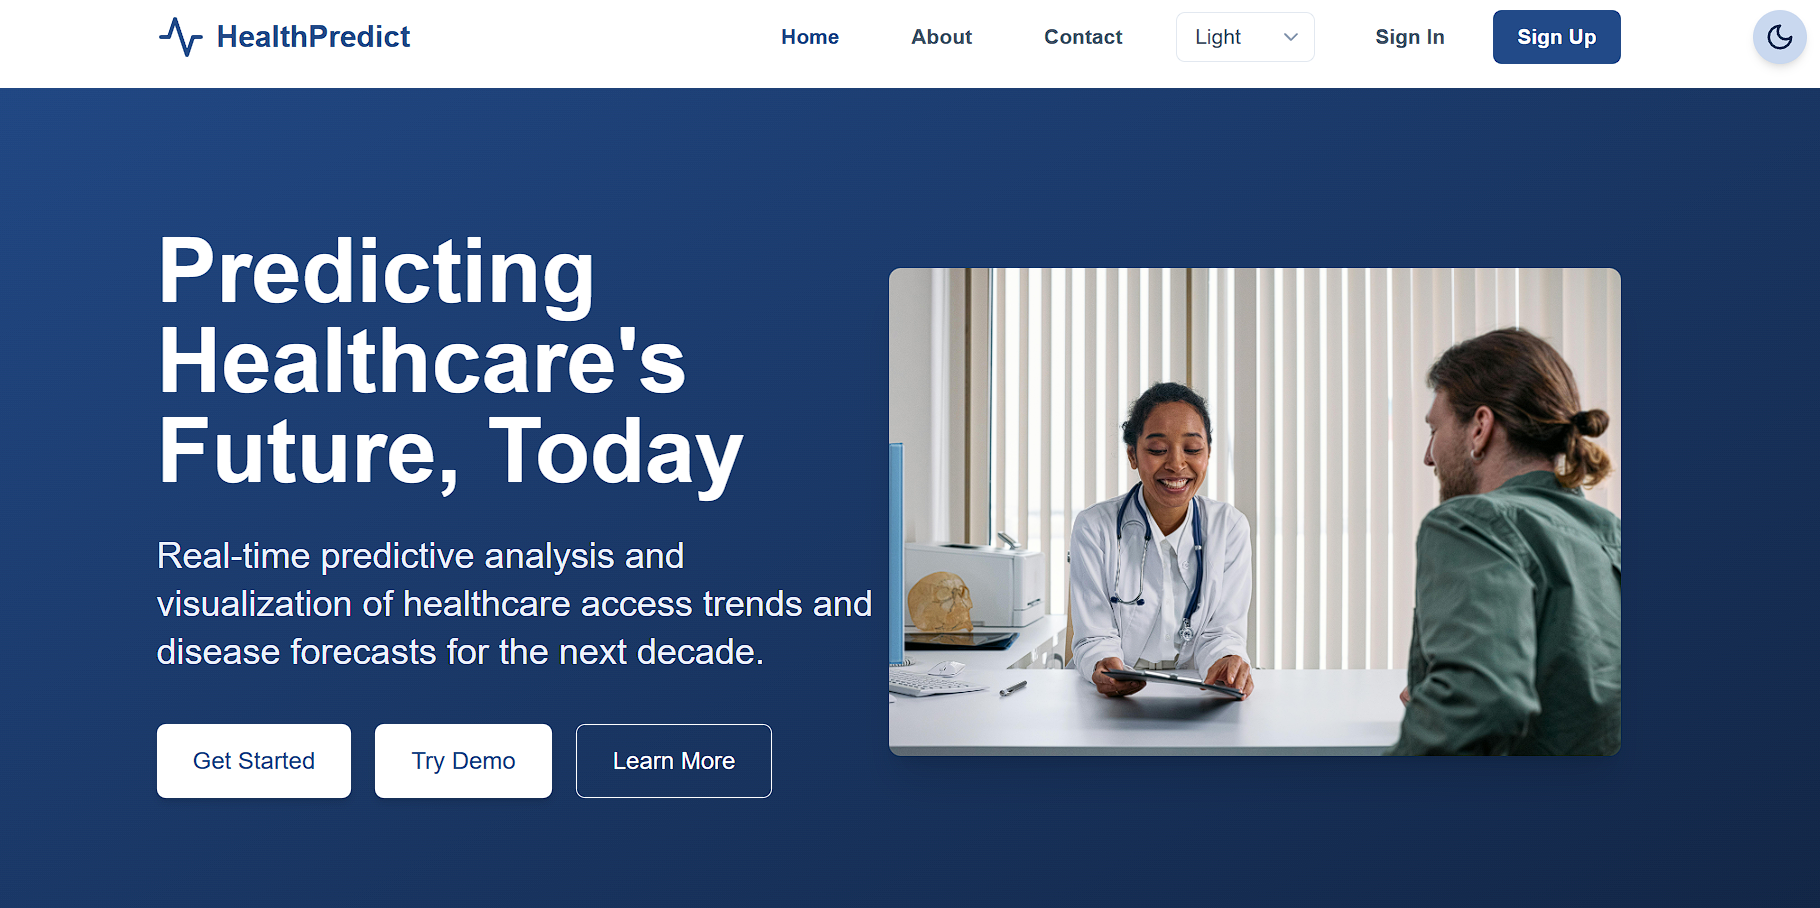 HealthPredict
Home
About
Contact
Light
Sign In
Sign Up
Predicting
Healthcare's
Future, Today
Real-time predictive analysis and
visualization of healthcare access trends and
disease forecasts for the next decade.
Get Started
Try Demo
Learn More